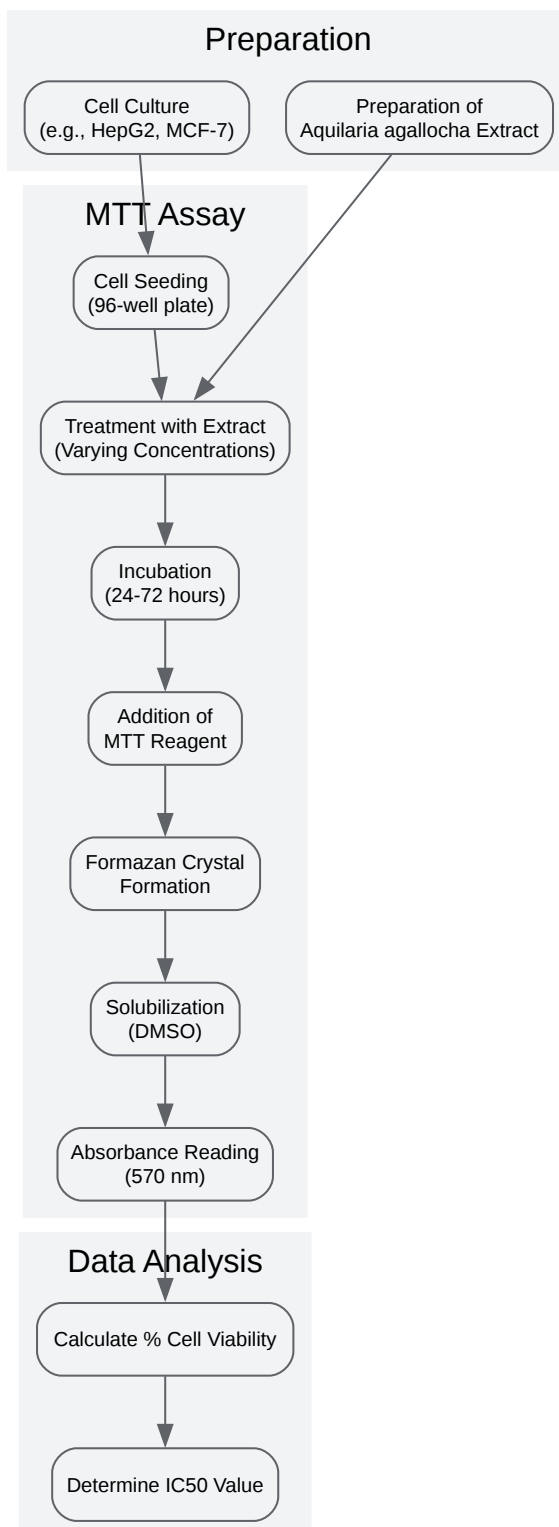 Preparation
Cell Culture
(e.g., HepG2, MCF-7)
Preparation of
Aquilaria agallocha Extract
MTT Assay
Cell Seeding
(96-well plate)
Treatment with Extract
(Varying Concentrations)
Incubation
(24-72 hours)
Addition of
MTT Reagent
Formazan Crystal
Formation
Solubilization
(DMSO)
Absorbance Reading
(570 nm)
Data Analysis
Calculate % Cell Viability
Determine IC50 Value